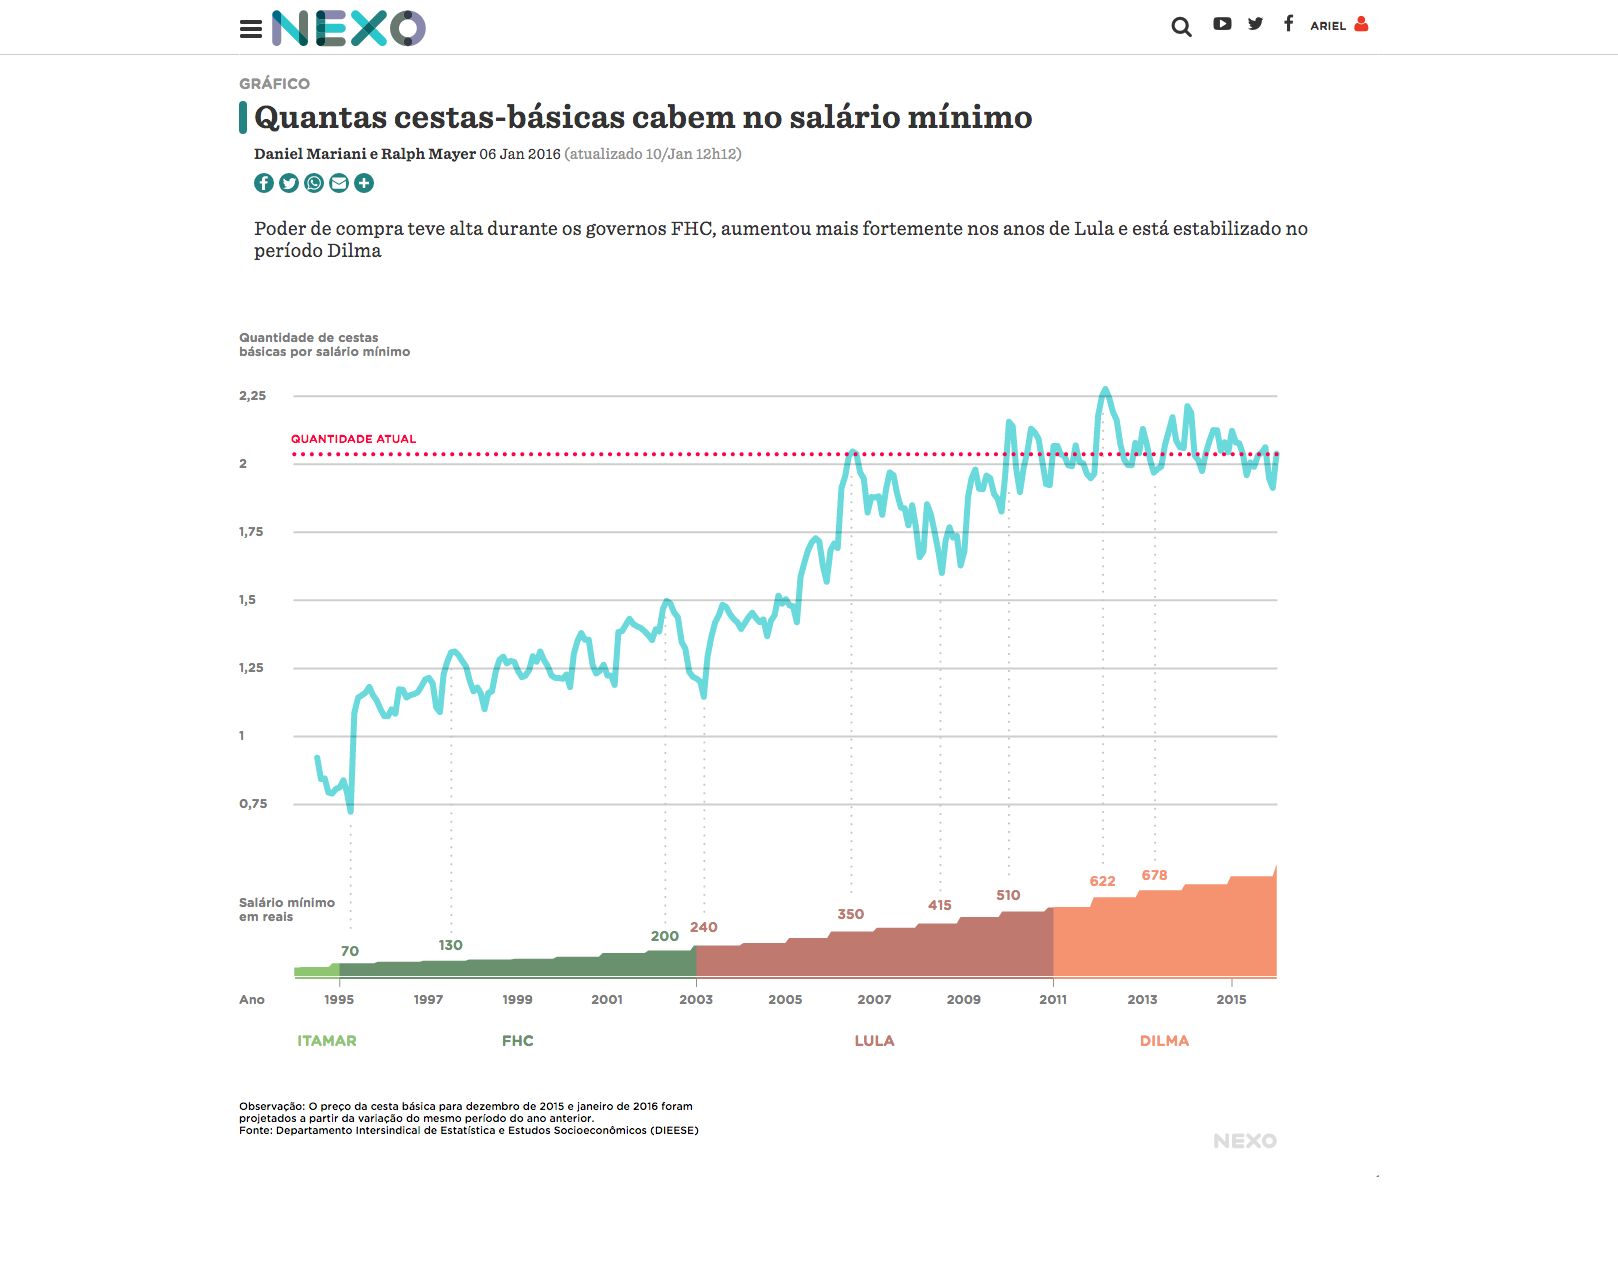 NEXO
ARIEL
GRÁFICO
Quantas cestas-básicas cabem no salário mínimo
Daniel Mariani e Ralph Mayer 06 Jan 2016 (atualizado 10/Jan 12h12)
Poder de compra teve alta durante os governos FHC, aumentou mais fortemente nos anos de Lula e está estabilizado no
período Dilma
Quantidade de cestas
básicas por salário mínimo
2,25
QUANTIDADE ATUAL
2
1,75
1,5
1,25
1
0,75
Salário mínimo
em reais
70
130
200
240
350
415
510
622
678
Ano
1995
1997
1999
2001
2003
2005
2007
2009
2011
2013
2015
ITAMAR
FHC
LULA
DILMA
Observação: O preço da cesta básica para dezembro de 2015 e janeiro de 2016 foram
projetados a partir da variação do mesmo período do ano anterior.
Fonte: Departamento Intersindical de Estatística e Estudos Socioeconômicos (DIEESE)
NEXO